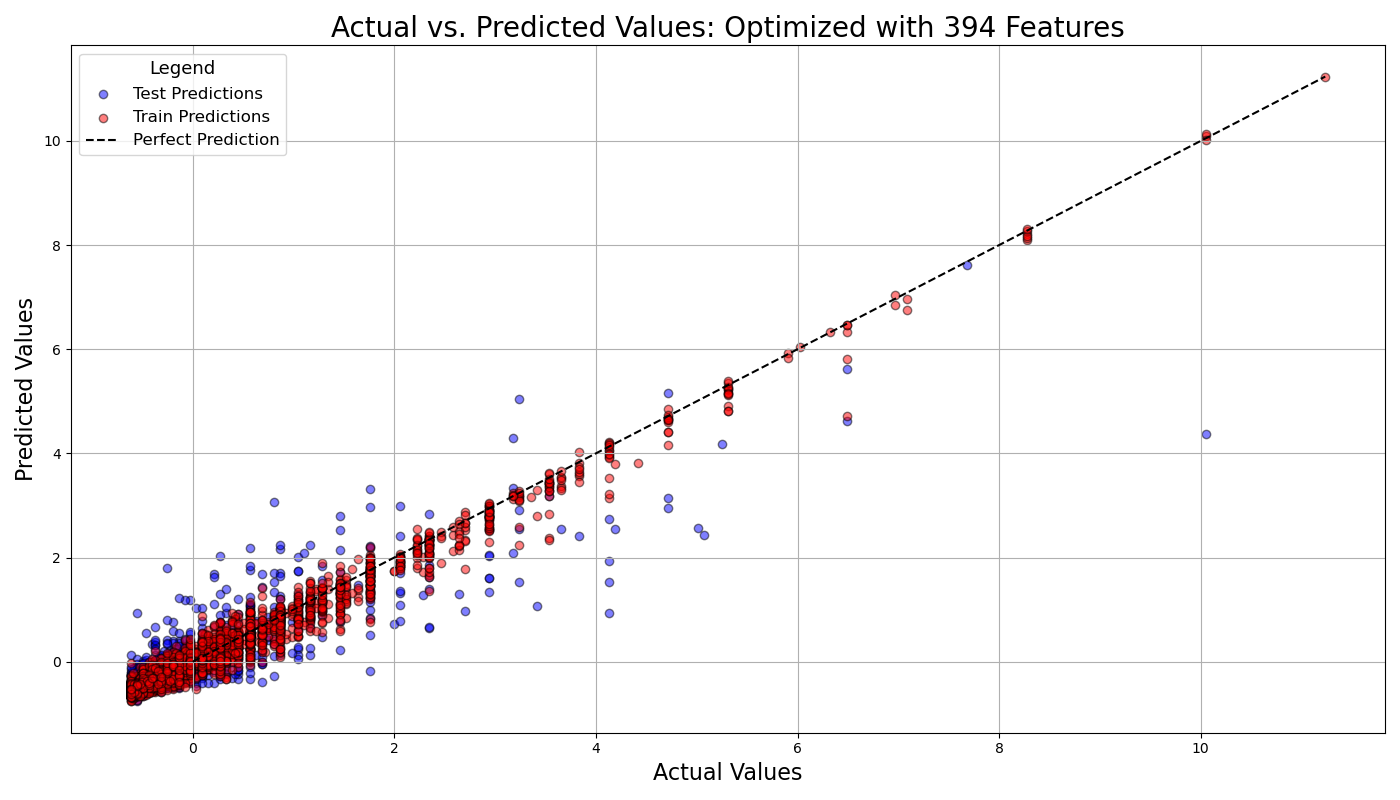 Actual vs. Predicted Values: Optimized with 394 Features
Legend
Test Predictions
Train Predictions
Perfect Prediction
Predicted Values
10
8
6
4
2
0
0 2 4 6 8 10
Actual Values